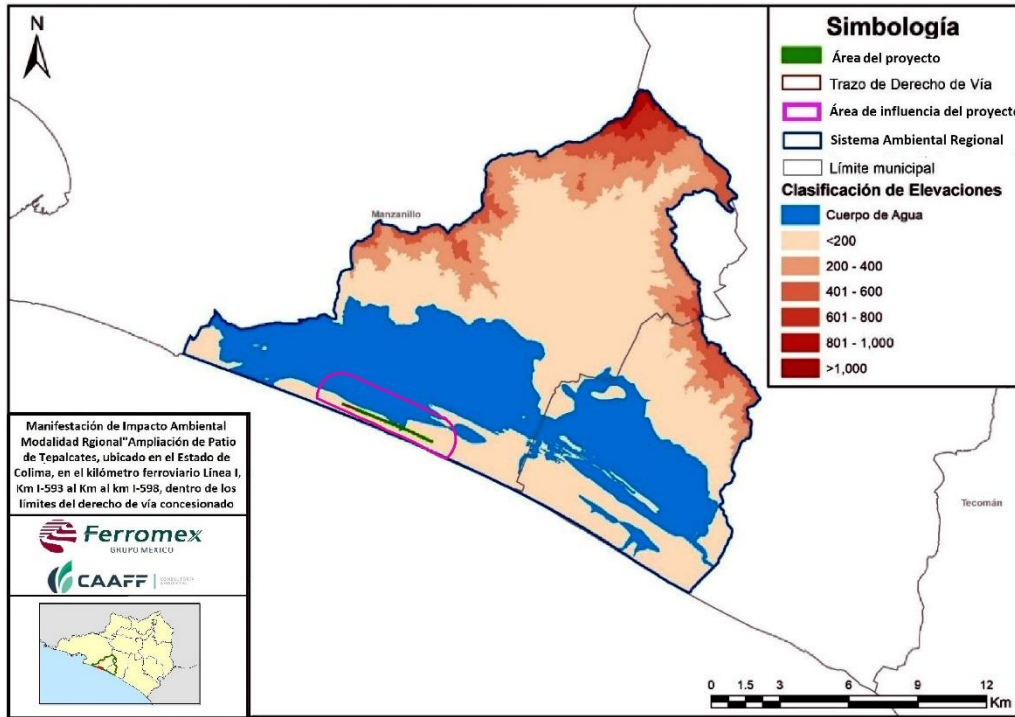 N
Simbología
Área del proyecto
Trazo de Derecho de Vía
Área de influencia del proyecto
Sistema Ambiental Regional
Límite municipal
Clasificación de Elevaciones
Cuerpo de Agua
<200
200 - 400
401 - 600
601 - 800
801 - 1,000
>1,000
Manzanillo
Tecomán
Manifestación de Impacto Ambiental
Modalidad Rgional"Ampliación de Patio
de Tepalcates, ubicado en el Estado de
Colima, en el kilómetro ferroviario Línea I,
Km I-593 al Km al km I-598, dentro de los
límites del derecho de vía concesionado
Ferromex
GRUPO MEXICO
CAAFF
CONSULTORÍA
AMBIENTAL
0 1.5 3 6 9 12
Km